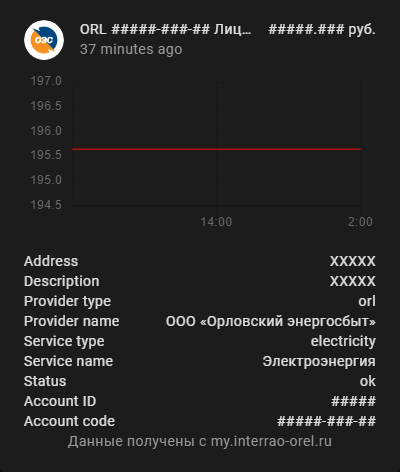 ОЭС
ORL #####-###-## Лиц... #####.### руб.
37 minutes ago
197.0
196.5
196.0
195.5
195.0
194.5
14:00 2:00
Address XXXXX
Description XXXXX
Provider type orl
Provider name ООО «Орловский энергосбыт»
Service type electricity
Service name Электроэнергия
Status ok
Account ID #####
Account code #####-###-##
Данные получены с my.interrao-orel.ru